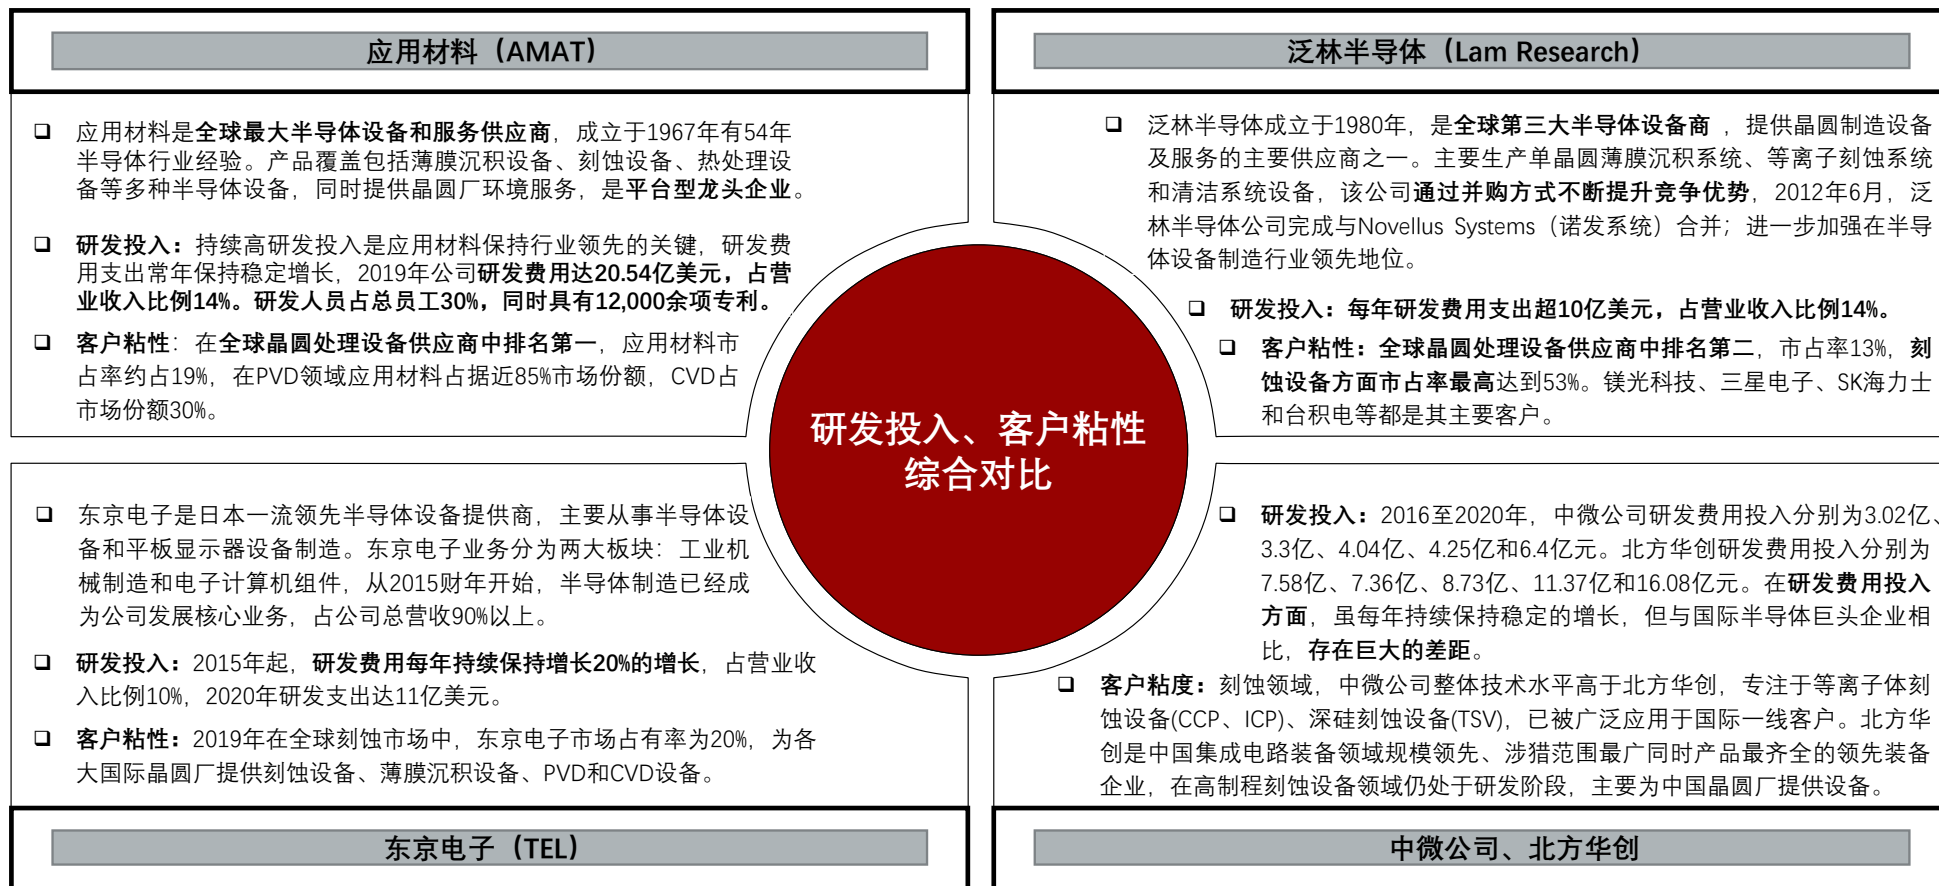 应用材料（AMAT）
应用材料是全球最大半导体设备和服务供应商，成立于1967年有54年
半导体行业经验。产品覆盖包括薄膜沉积设备、刻蚀设备、热处理设
备等多种半导体设备，同时提供晶圆厂环境服务，是平台型龙头企业。
研发投入：持续高研发投入是应用材料保持行业领先的关键，研发费
用支出常年保持稳定增长，2019年公司研发费用达20.54亿美元，占营
业收入比例14%。研发人员占总员工30%，同时具有12,000余项专利。
客户粘性：在全球晶圆处理设备供应商中排名第一，应用材料市
占率约占19%，在PVD领域应用材料占据近85%市场份额，CVD占
市场份额30%。
泛林半导体（Lam Research）
泛林半导体成立于1980年，是全球第三大半导体设备商 ，提供晶圆制造设备
及服务的主要供应商之一。主要生产单晶圆薄膜沉积系统、等离子刻蚀系统
和清洁系统设备，该公司通过并购方式不断提升竞争优势，2012年6月，泛
林半导体公司完成与Novellus Systems（诺发系统）合并；进一步加强在半导
体设备制造行业领先地位。
研发投入：每年研发费用支出超10亿美元，占营业收入比例14%。
客户粘性：全球晶圆处理设备供应商中排名第二，市占率13%，刻
蚀设备方面市占率最高达到53%。镁光科技、三星电子、SK海力士
和台积电等都是其主要客户。
研发投入、客户粘性
综合对比
东京电子是日本一流领先半导体设备提供商，主要从事半导体设
备和平板显示器设备制造。东京电子业务分为两大板块：工业机
械制造和电子计算机组件，从2015财年开始，半导体制造已经成
为公司发展核心业务，占公司总营收90%以上。
研发投入：2015年起，研发费用每年持续保持增长20%的增长，占营业收
入比例10%，2020年研发支出达11亿美元。
客户粘性：2019年在全球刻蚀市场中，东京电子市场占有率为20%，为各
大国际晶圆厂提供刻蚀设备、薄膜沉积设备、PVD和CVD设备。
东京电子（TEL）
研发投入：2016至2020年，中微公司研发费用投入分别为3.02亿、
3.3亿、4.04亿、4.25亿和6.4亿元。北方华创研发费用投入分别为
7.58亿、7.36亿、8.73亿、11.37亿和16.08亿元。在研发费用投入
方面，虽每年持续保持稳定的增长，但与国际半导体巨头企业相
比，存在巨大的差距。
客户粘度：刻蚀领域，中微公司整体技术水平高于北方华创，专注于等离子体刻
蚀设备(CCP、ICP)、深硅刻蚀设备(TSV)，已被广泛应用于国际一线客户。北方华
创是中国集成电路装备领域规模领先、涉猎范围最广同时产品最齐全的领先装备
企业，在高制程刻蚀设备领域仍处于研发阶段，主要为中国晶圆厂提供设备。
中微公司、北方华创